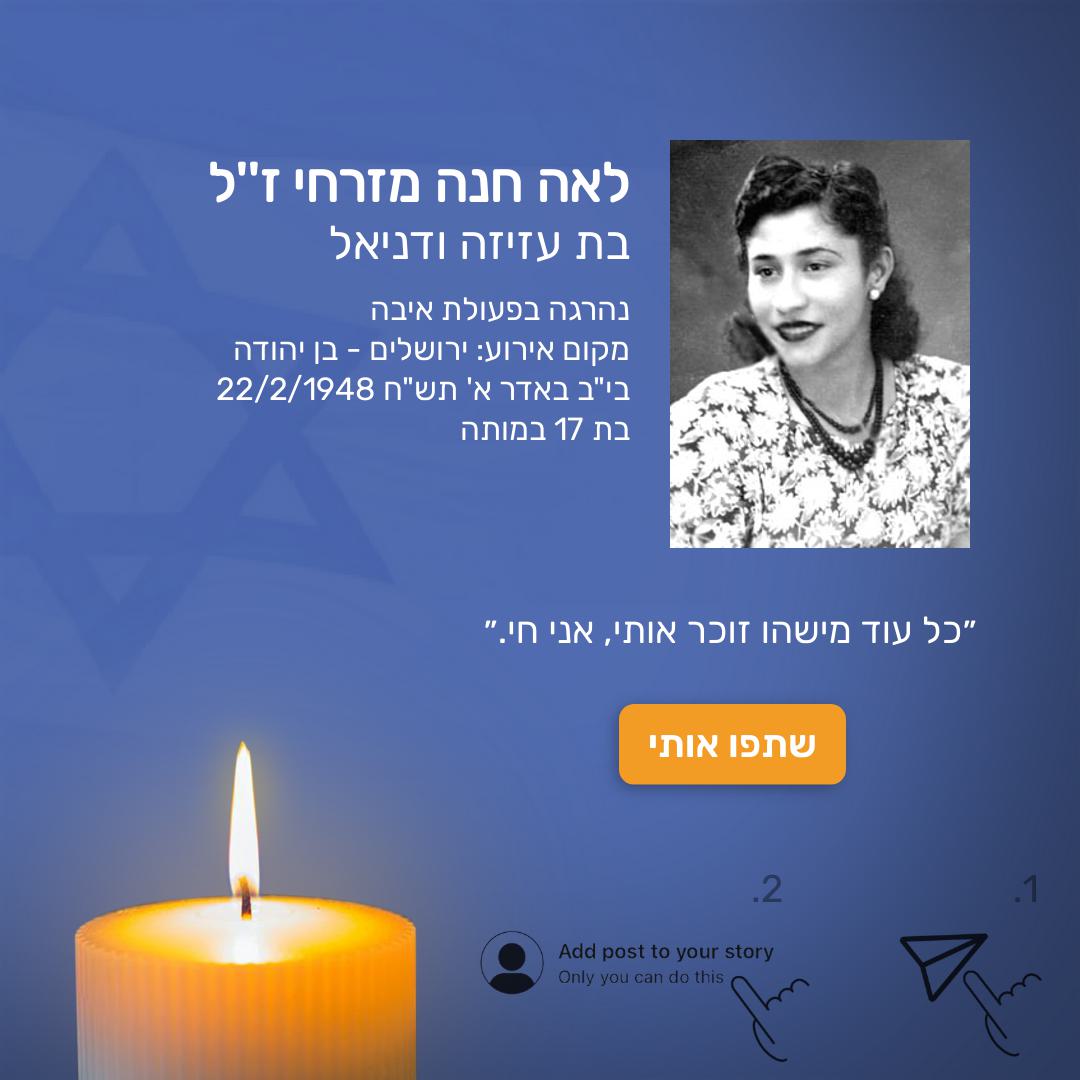 לאה חנה מזרחי ז"ל
בת עזיזה ודניאל
נהרגה בפעולת איבה
מקום אירוע: ירושלים - בן יהודה
בי"ב באדר א' תש"ח 22/2/1948
בת 17 במותה
״כל עוד מישהו זוכר אותי, אני חי.״
שתפו אותי
1.
2.
Add post to your story
Only you can do this